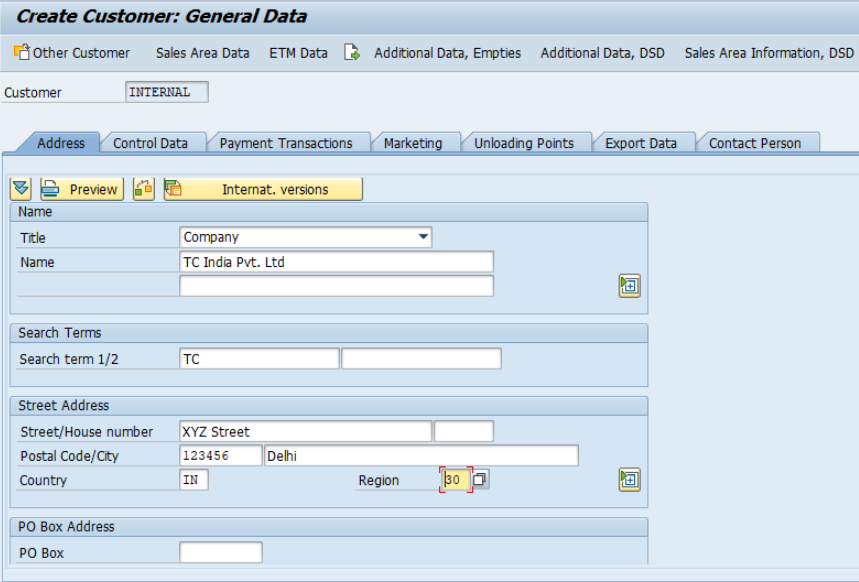 Create Customer: General Data
Other Customer Sales Area Data ETM Data Additional Data, Empties Additional Data, DSD Sales Area Information, DSD
Customer INTERNAL
Address Control Data Payment Transactions Marketing Unloading Points Export Data Contact Person
Preview Internat. versions
Name
Title Company
Name TC India Pvt. Ltd
Search Terms
Search term 1/2 TC
Street Address
Street/House number XYZ Street
Postal Code/City 123456 Delhi
Country IN Region 30
PO Box Address
PO Box